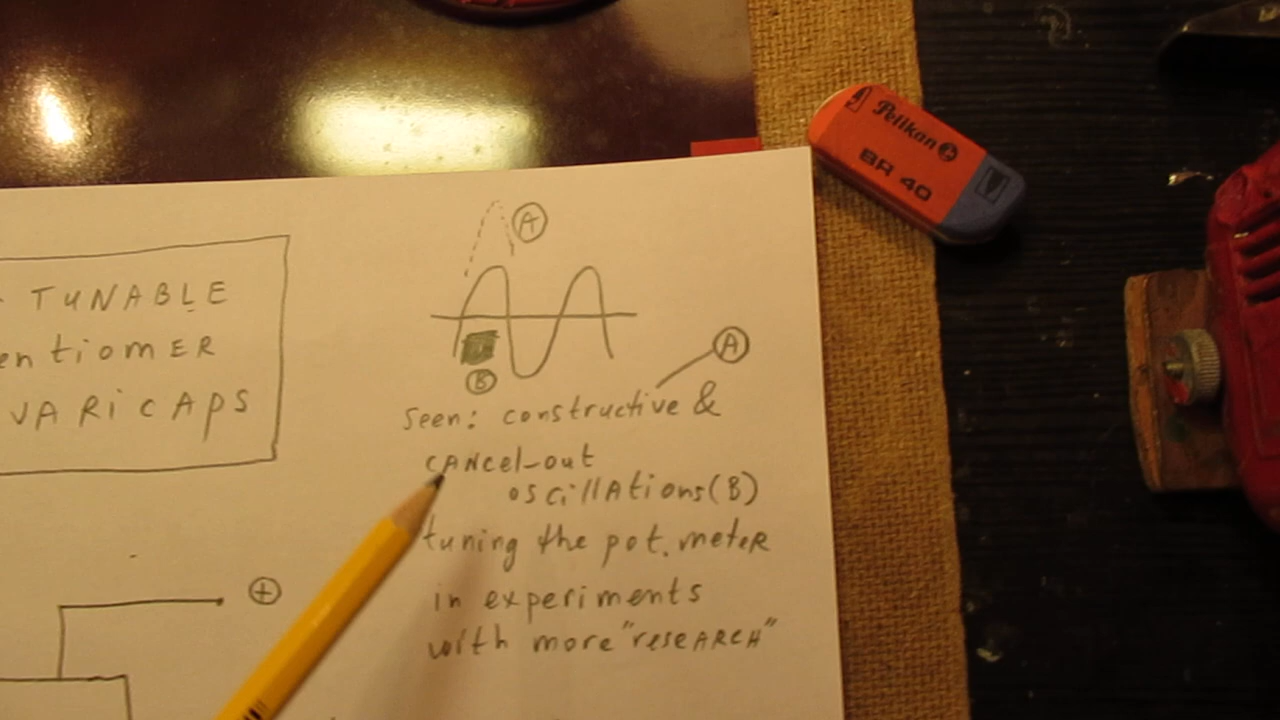 TUNABLE
entiomER
VARiCAPS
A
B
A
Seen: constructive &
CANCel-out
oscillAtions(B)
tuning the pot. meteR
in experiments
with more "reseARCH"
+
Pelikan
BR 40